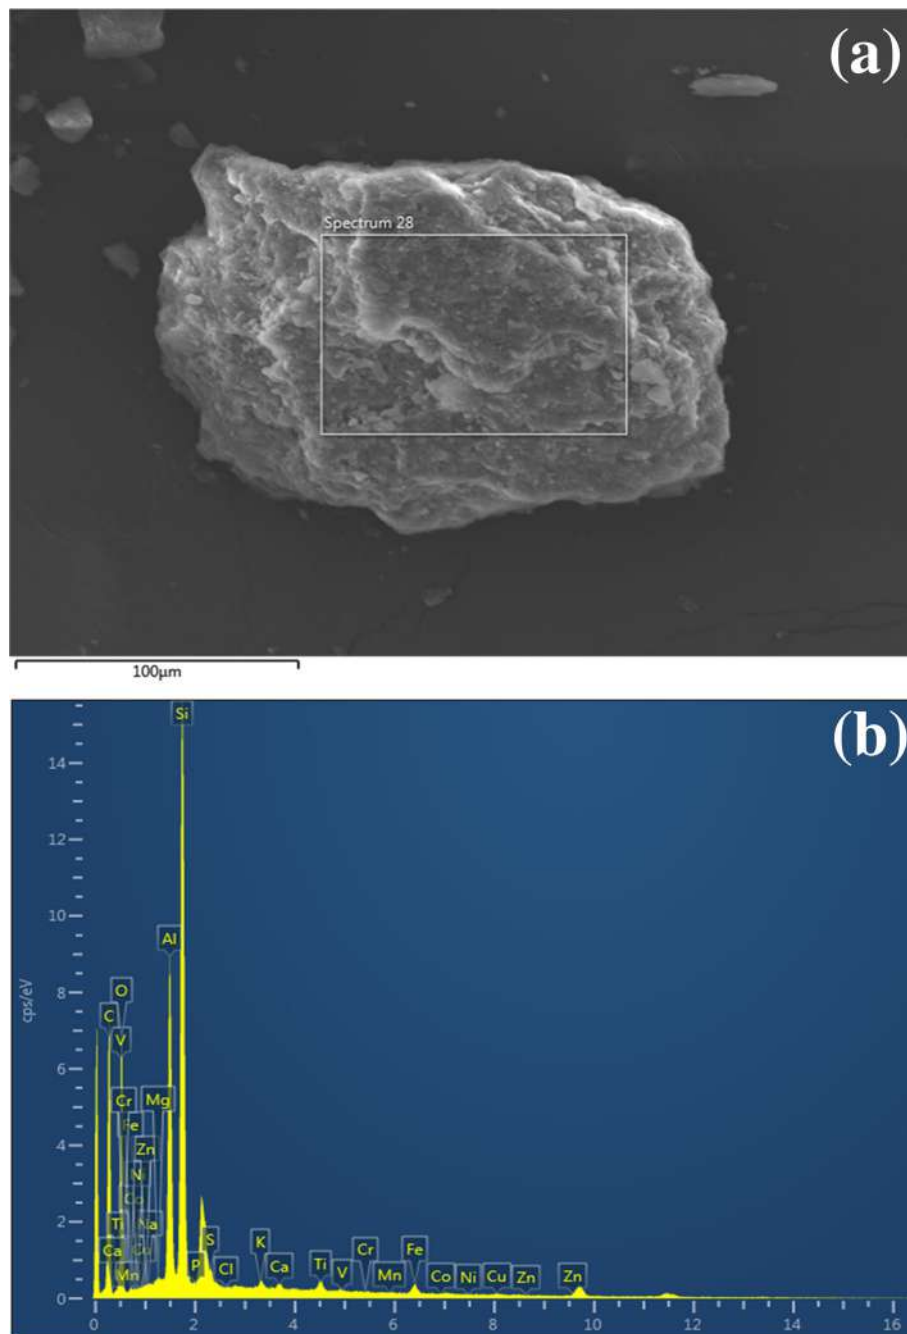 (a)
Spectrum 28
100μm
(b)
Si
14
12
10
Al
cps/eV
8
O
C
V
6
Cr Mg
Fe
4
Zn
Ni
Co
2
Ti Na
S
Ca Cu
K Cr Fe
P Cl Ca Ti V Mn Co Ni Cu Zn Zn
Mn
0
0 2 4 6 8 10 12 14 16